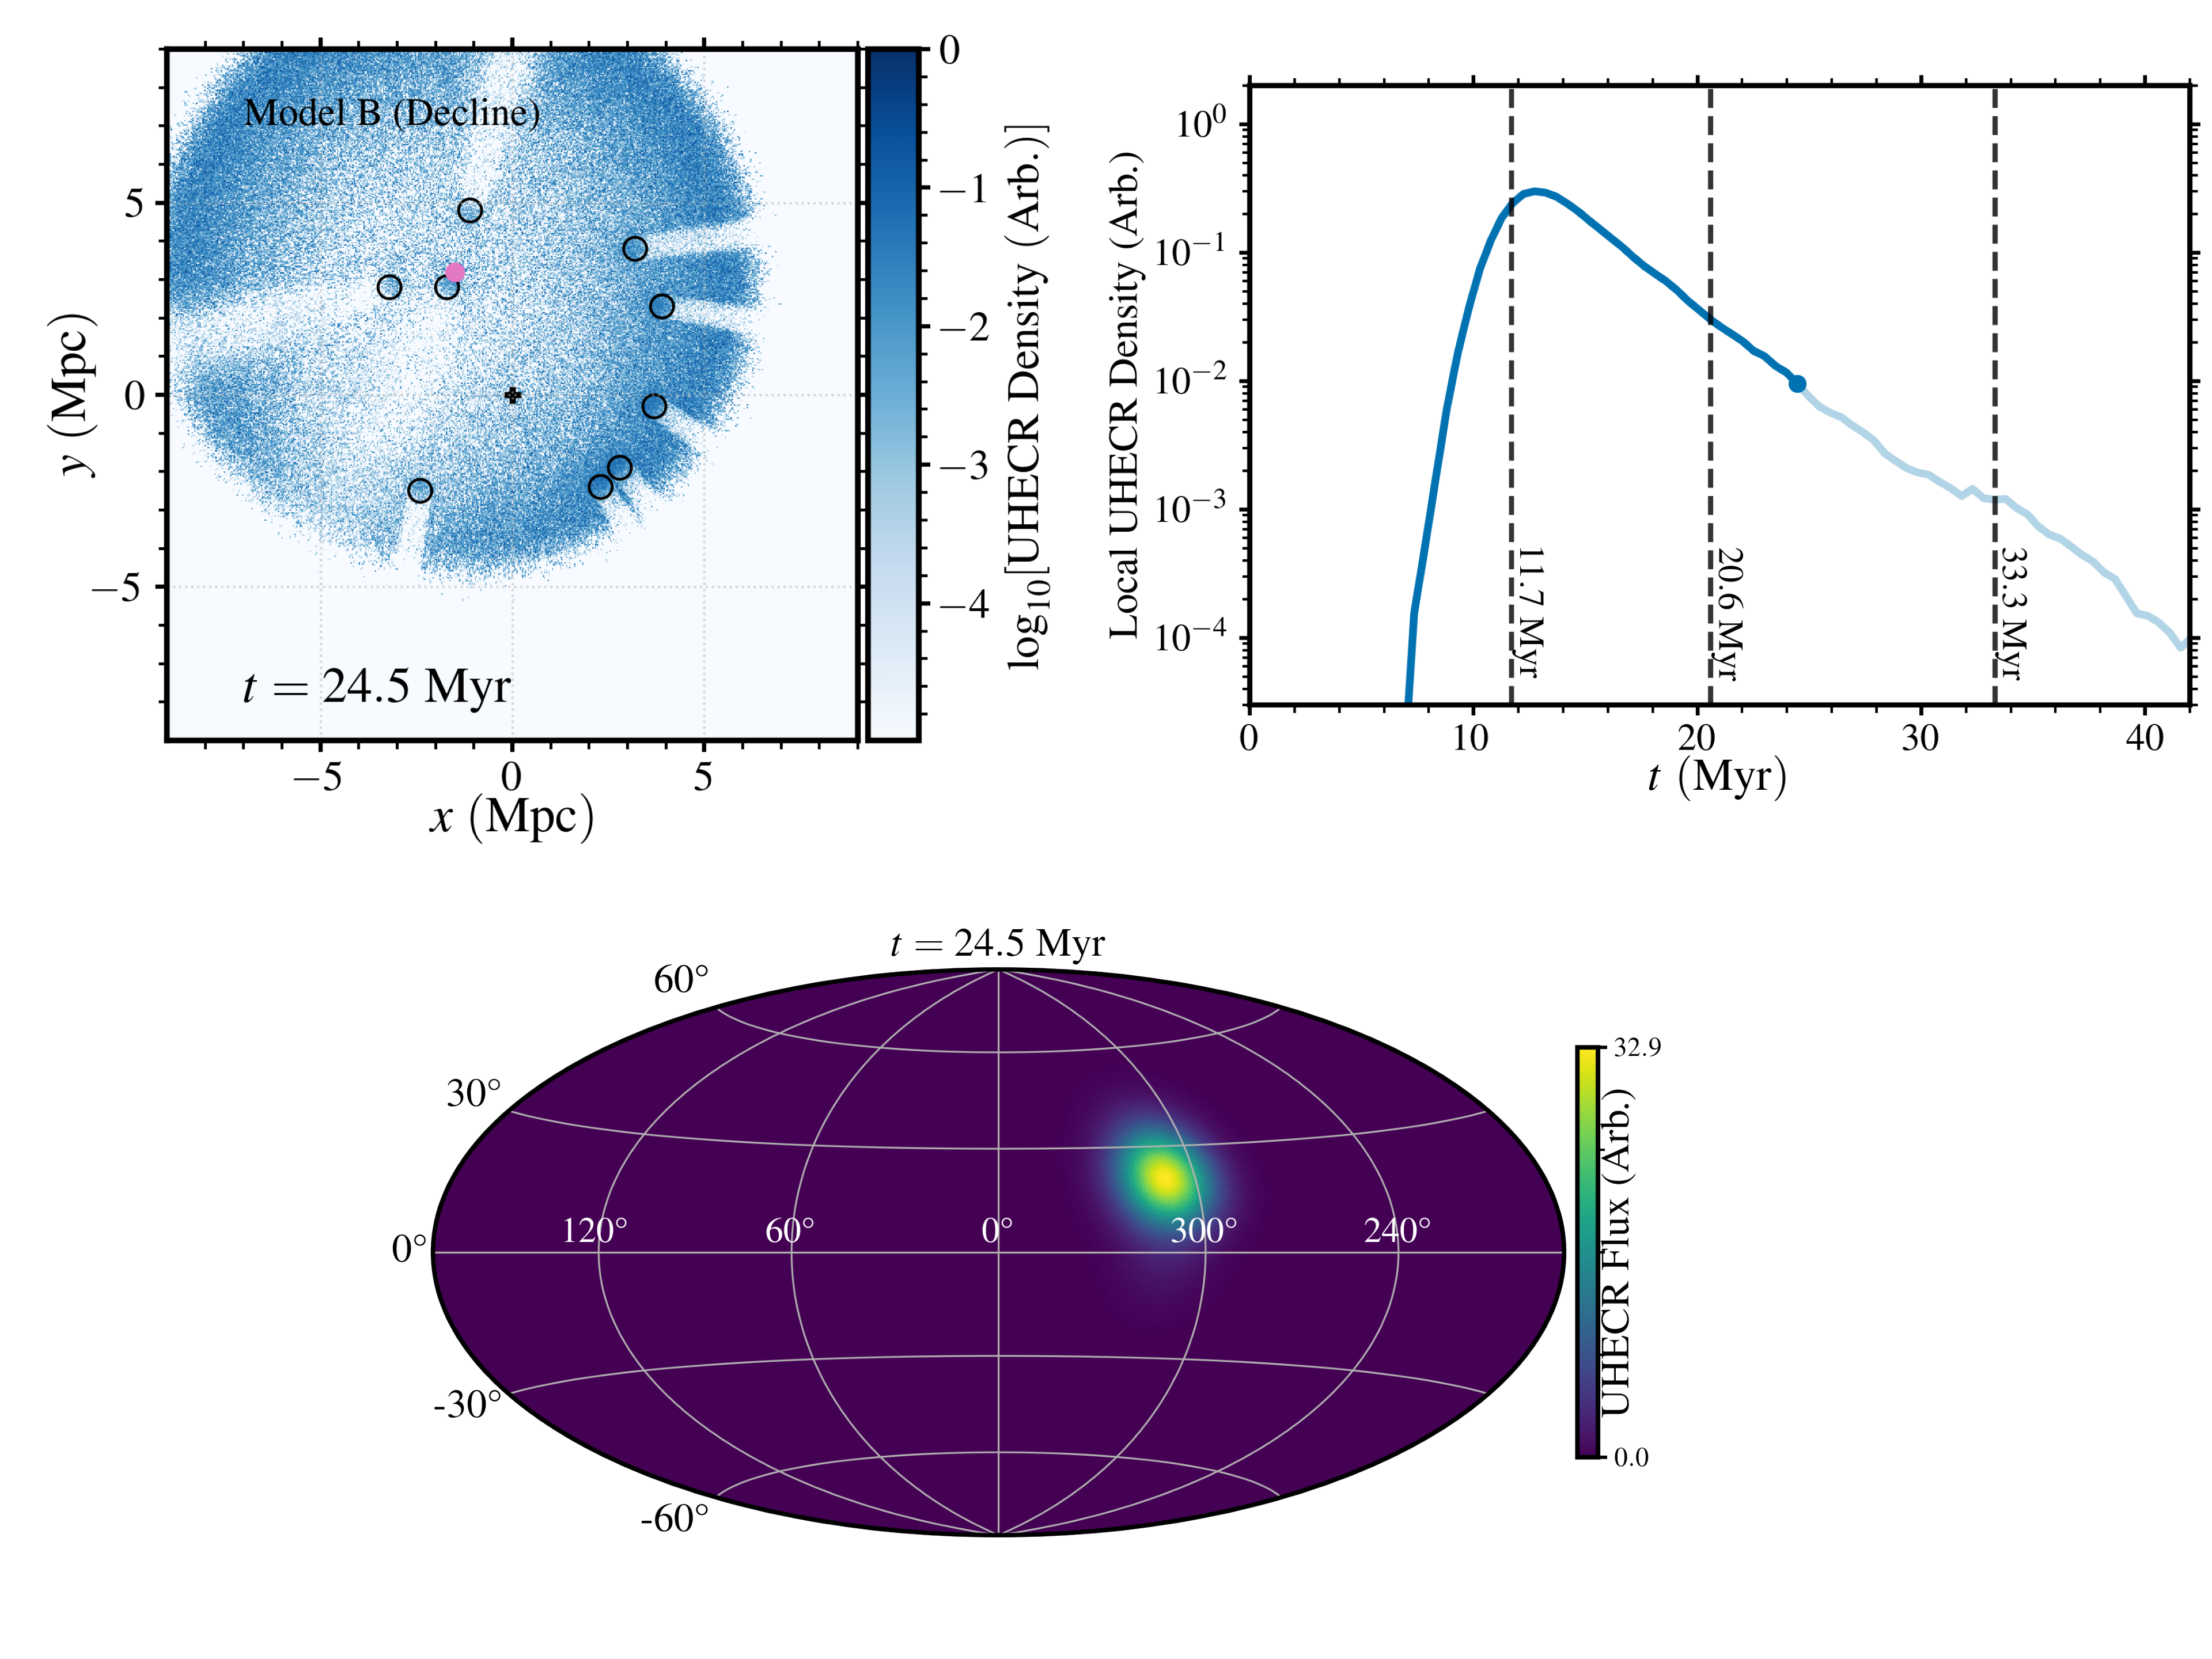 Model B (Decline)
t = 24.5 Myr
5
0
−5
y (Mpc)
−5
0
5
x (Mpc)
0
−1
−2
−3
−4
log10[UHECR Density (Arb.)]
10^0
10^−1
10^−2
10^−3
10^−4
Local UHECR Density (Arb.)
11.7 Myr
20.6 Myr
33.3 Myr
0
10
20
30
40
t (Myr)
t = 24.5 Myr
60°
30°
0°
-30°
-60°
120°
60°
0°
300°
240°
32.9
0.0
UHECR Flux (Arb.)